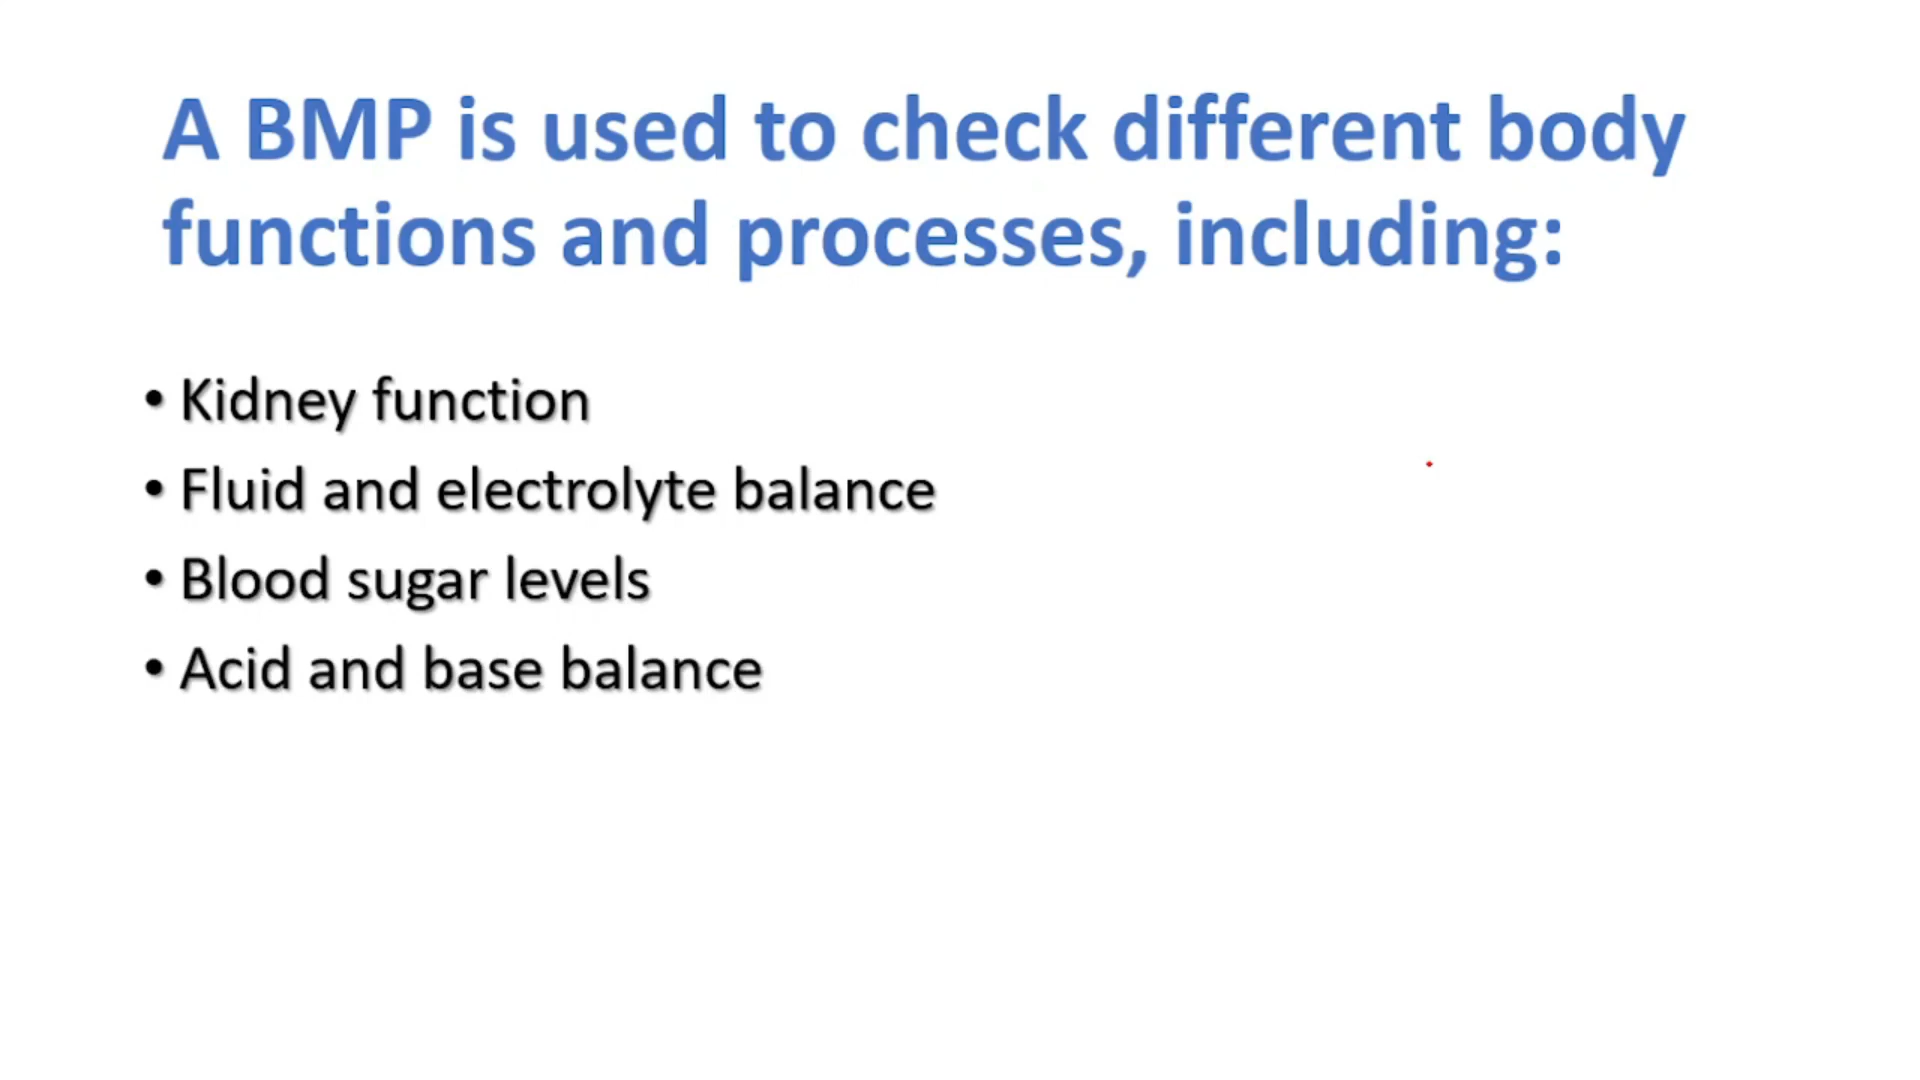 A BMP is used to check different body
functions and processes, including:
• Kidney function
• Fluid and electrolyte balance
• Blood sugar levels
• Acid and base balance